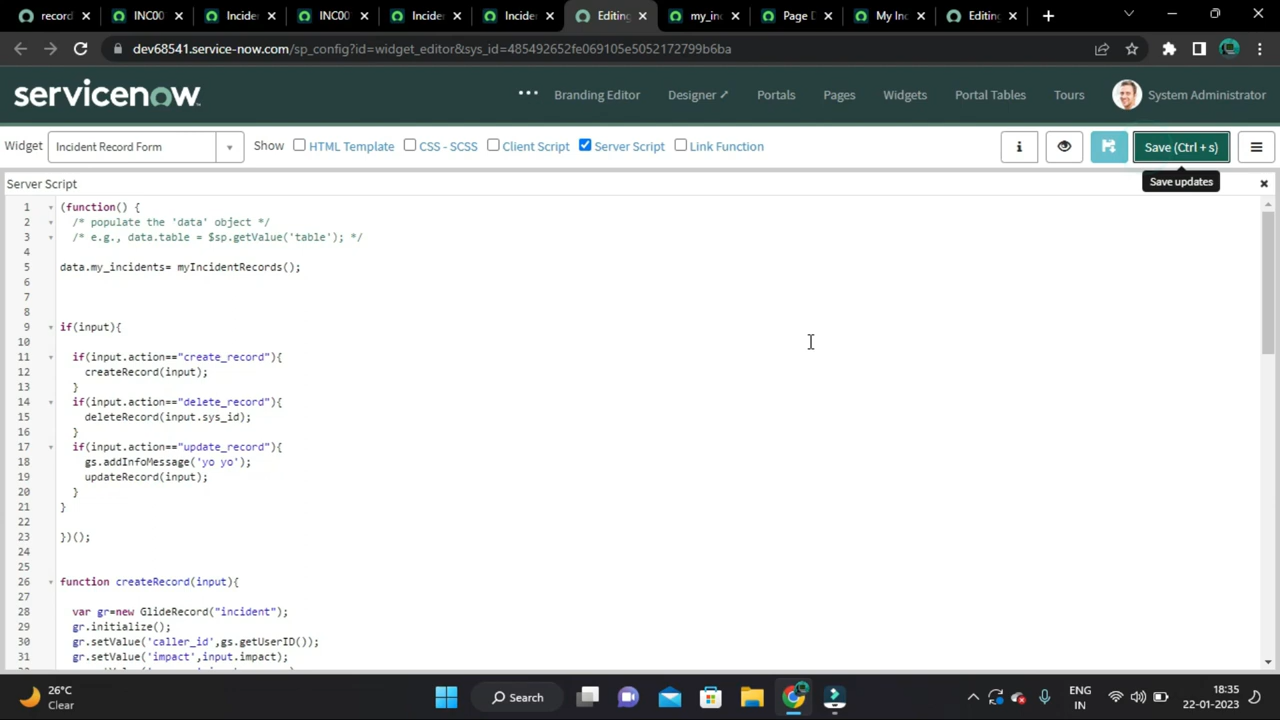 record
INC00
Incident
INC00
Inciden
Inciden
Editing
my_inc
Page D
My Inc
Editing
dev68541.service-now.com/sp_config?id=widget_editor&sys_id=485492652fe069105e5052172799b6ba
servicenow
Branding Editor
Designer
Portals
Pages
Widgets
Portal Tables
Tours
System Administrator
Widget
Incident Record Form
Show
HTML Template
CSS - SCSS
Client Script
Server Script
Link Function
Save (Ctrl + s)
Save updates
Server Script
1 (function() {
2 /* populate the 'data' object */
3 /* e.g., data.table = $sp.getValue('table'); */
4
5 data.my_incidents= myIncidentRecords();
6
7
8
9 if(input){
10
11 if(input.action=="create_record"){
12 createRecord(input);
13 }
14 if(input.action=="delete_record"){
15 deleteRecord(input.sys_id);
16 }
17 if(input.action=="update_record"){
18 gs.addInfoMessage('yo yo');
19 updateRecord(input);
20 }
21 }
22
23 })();
24
25
26 function createRecord(input){
27
28 var gr=new GlideRecord("incident");
29 gr.initialize();
30 gr.setValue('caller_id',gs.getUserID());
31 gr.setValue('impact',input.impact);
26°C
Clear
Search
ENG
IN
18:35
22-01-2023